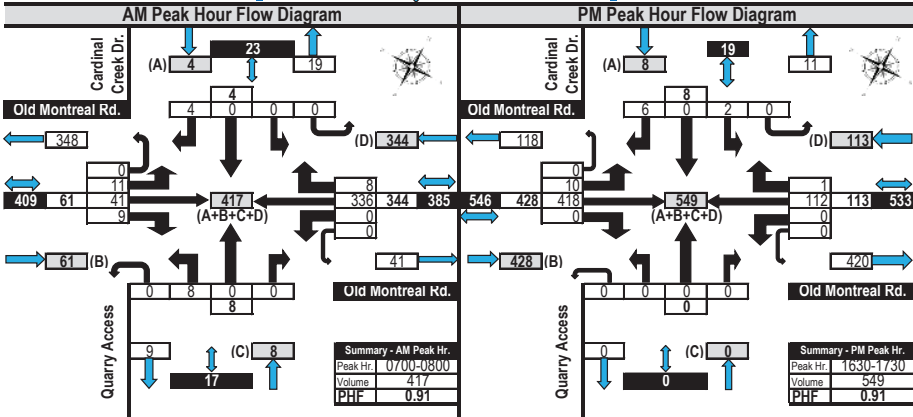 AM Peak Hour Flow Diagram
Cardinal
Creek Dr.
23
(A) 4
19
4
4 0 0 0
Old Montreal Rd.
348
(D) 344
0
11
409 61 41
9
417
(A+B+C+D)
8
336 344 385
0
0
61 (B)
41
0 8 0 0
8
Old Montreal Rd.
Quarry Access
9
(C) 8
17
Summary - AM Peak Hr.
Peak Hr. 0700-0800
Volume 417
PHF 0.91
PM Peak Hour Flow Diagram
Cardinal
Creek Dr.
19
(A) 8
11
8
6 0 2 0
Old Montreal Rd.
118
(D) 113
0
10
546 428 418
0
549
(A+B+C+D)
1
112 113 533
0
0
428 (B)
420
0 0 0 0
0
Old Montreal Rd.
Quarry Access
0
(C) 0
0
Summary - PM Peak Hr.
Peak Hr. 1630-1730
Volume 549
PHF 0.91